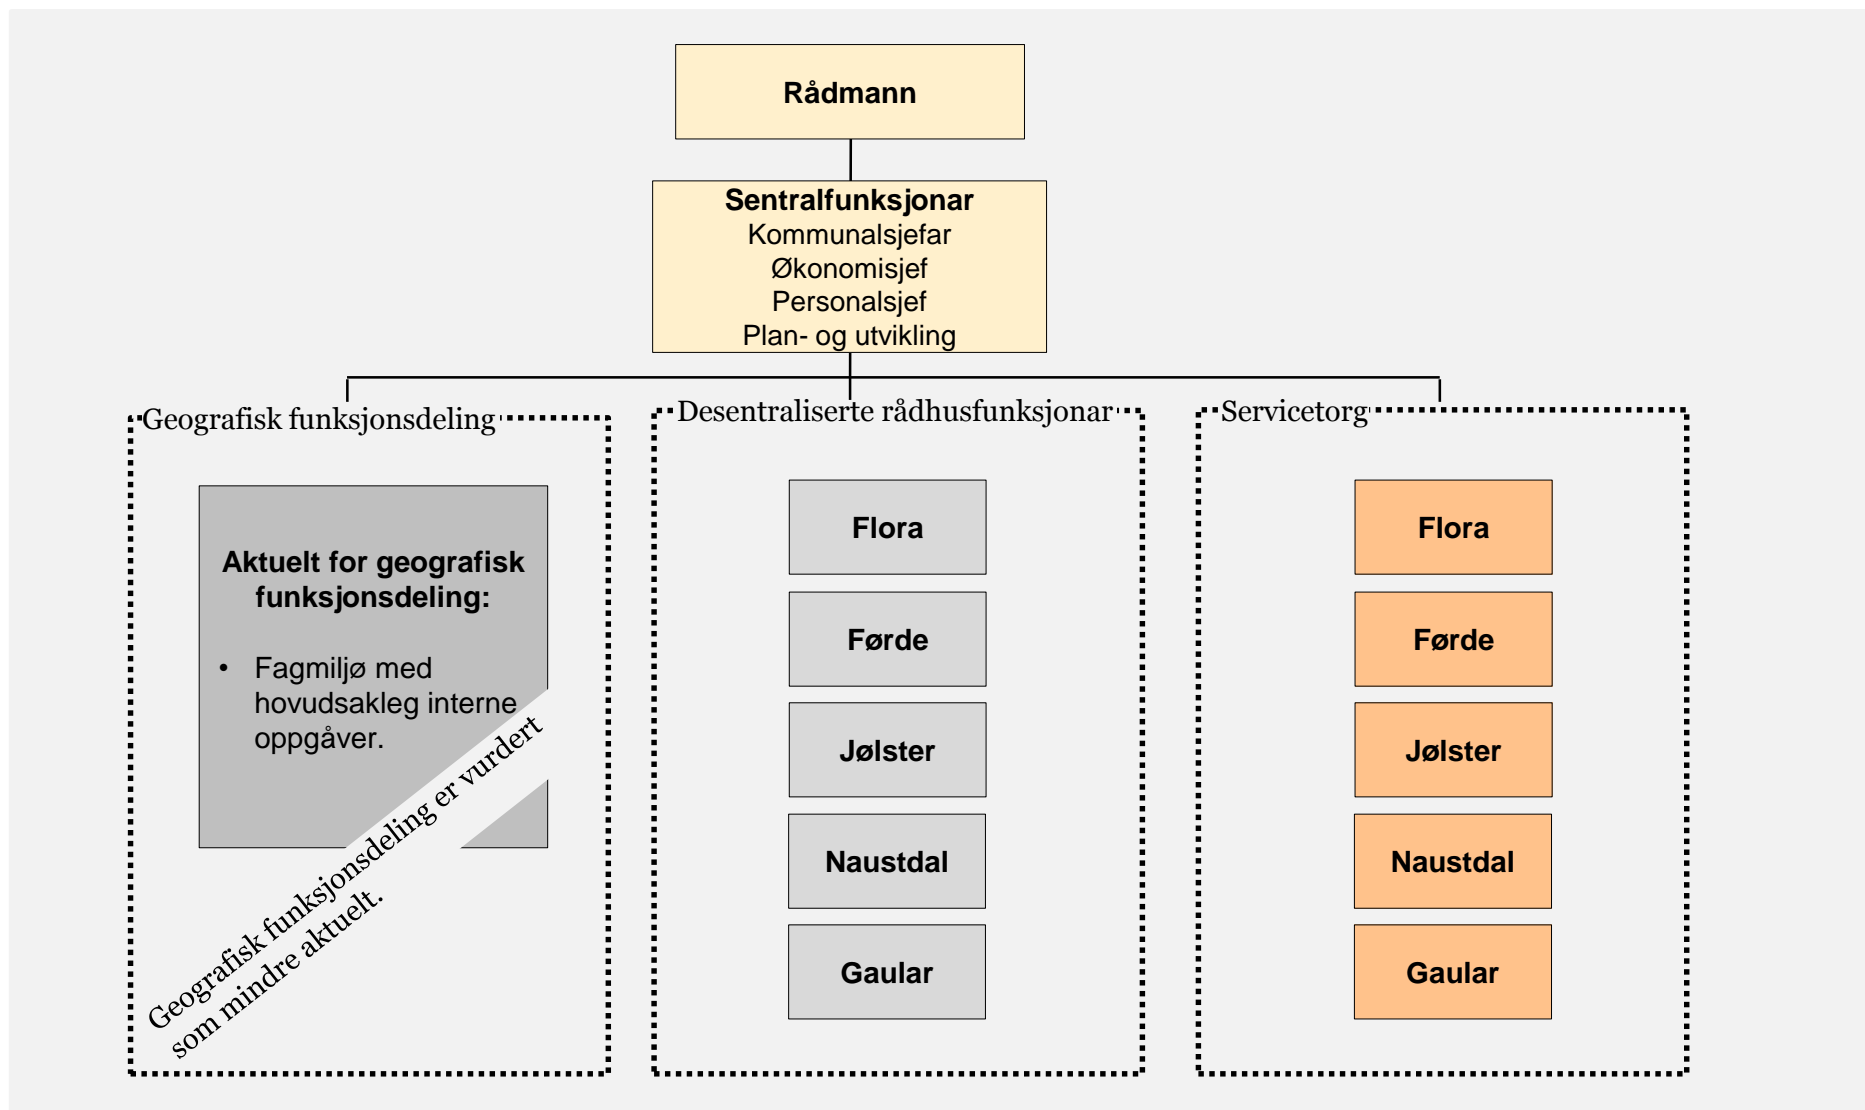 Rådmann
Sentralfunksjonar
Kommunalsjefar
Økonomisjef
Personalsjef
Plan- og utvikling
Geografisk funksjonsdeling
Aktuelt for geografisk
funksjonsdeling:
• Fagmiljø med
hovudsakleg interne
oppgåver.
Geografisk funksjonsdeling er vurdert
som mindre aktuelt.
Desentraliserte rådhusfunksjonar
Flora
Førde
Jølster
Naustdal
Gaular
Servicetorg
Flora
Førde
Jølster
Naustdal
Gaular